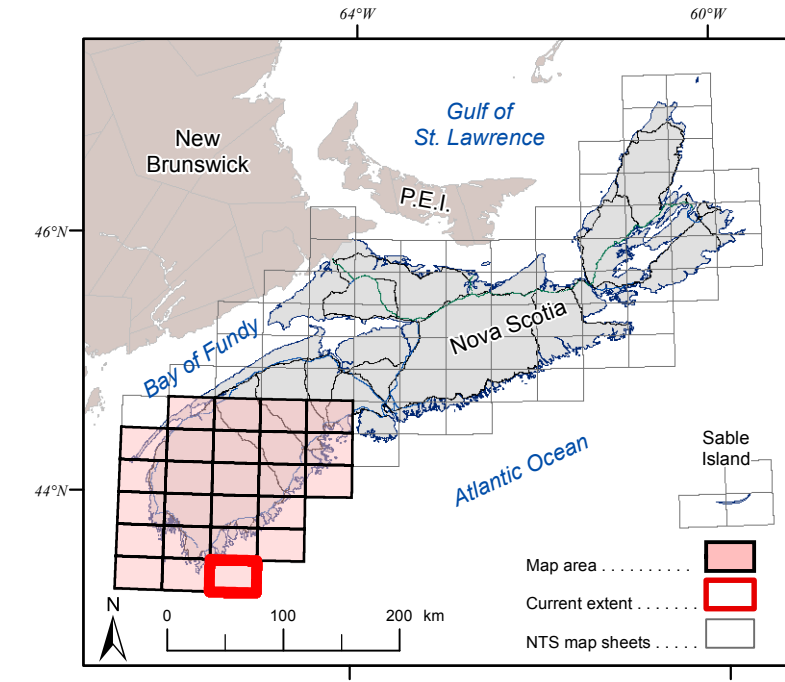 64°W
60°W
Gulf of
St. Lawrence
New
Brunswick
P.E.I.
46°N
Nova Scotia
Bay of Fundy
Sable
Island
Atlantic Ocean
44°N
Map area . . . . . . . . . .
Current extent . . . . . . .
NTS map sheets . . . . .
N
0 100 200 km